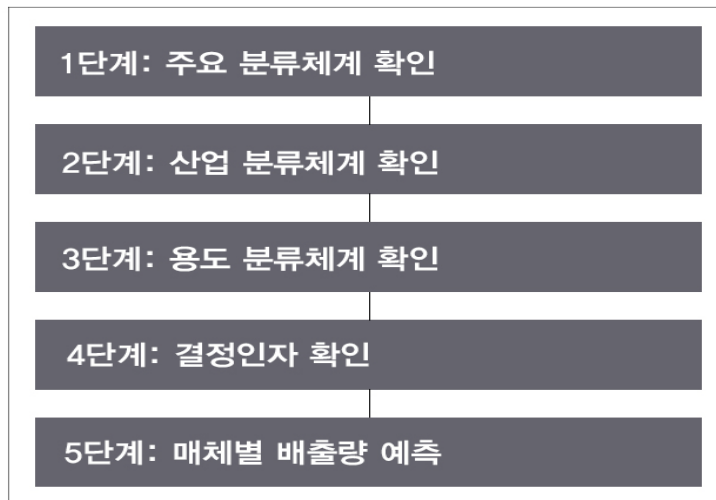 1단계: 주요 분류체계 확인
2단계: 산업 분류체계 확인
3단계: 용도 분류체계 확인
4단계: 결정인자 확인
5단계: 매체별 배출량 예측